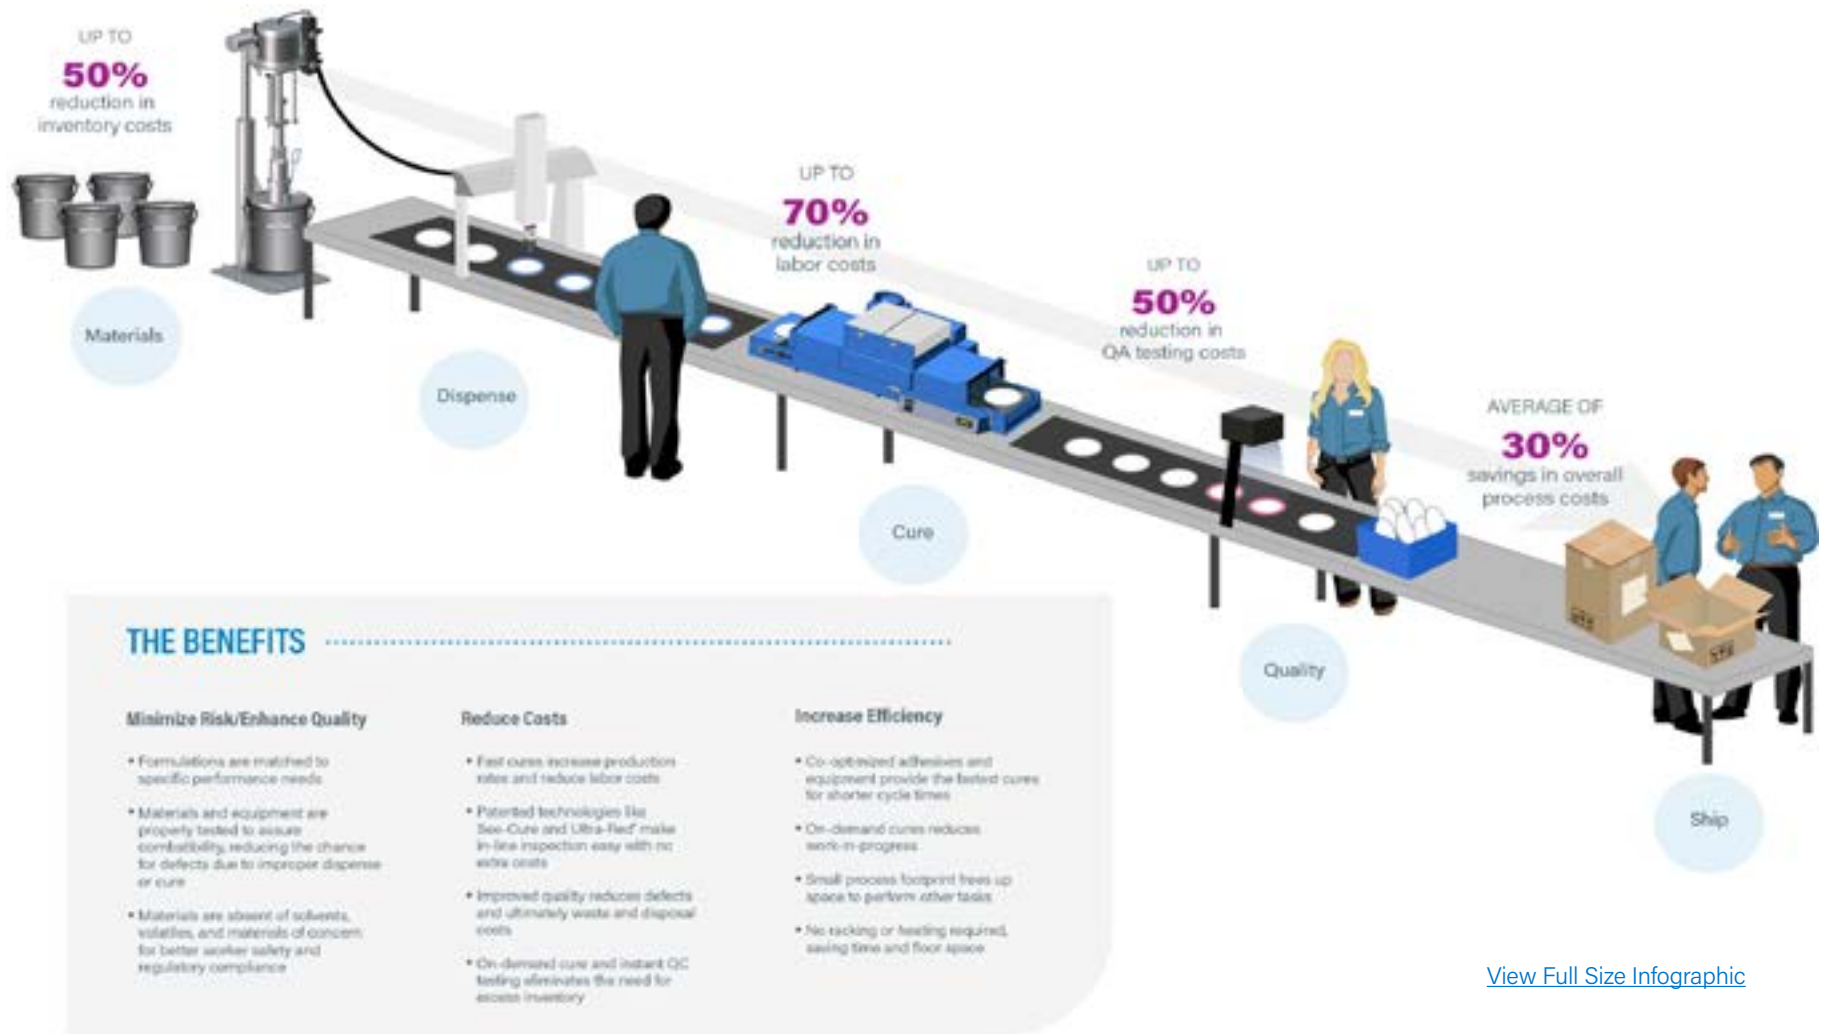 UP TO
50%
reduction in
inventory costs
Materials
Dispense
UP TO
70%
reduction in
labor costs
Cure
UP TO
50%
reduction in
QA testing costs
Quality
AVERAGE OF
30%
savings in overall
process costs
Ship
THE BENEFITS
Minimize Risk/Enhance Quality
• Formulations are matched to
specific performance needs
• Materials and equipment are
properly tested to assure
combatibility, reducing the chance
for defects due to improper dispense
or cure
• Materials are absent of solvents,
volatiles, and materials of concern
for better worker safety and
regulatory compliance
Reduce Costs
• Fast cures increase production
rates and reduce labor costs
• Patented technologies like
See-Cure and Ultra-Red® make
in-line inspection easy with no
extra costs
• Improved quality reduces defects
and ultimately waste and disposal
costs
• On-demand cure and instant QC
testing eliminates the need for
excess inventory
Increase Efficiency
• Co-optimized adhesives and
equipment provide the fastest cures
for shorter cycle times
• On-demand cures reduces
work-in-progress
• Small process footprint frees up
space to perform other tasks
• No racking or heating required,
saving time and floor space
View Full Size Infographic